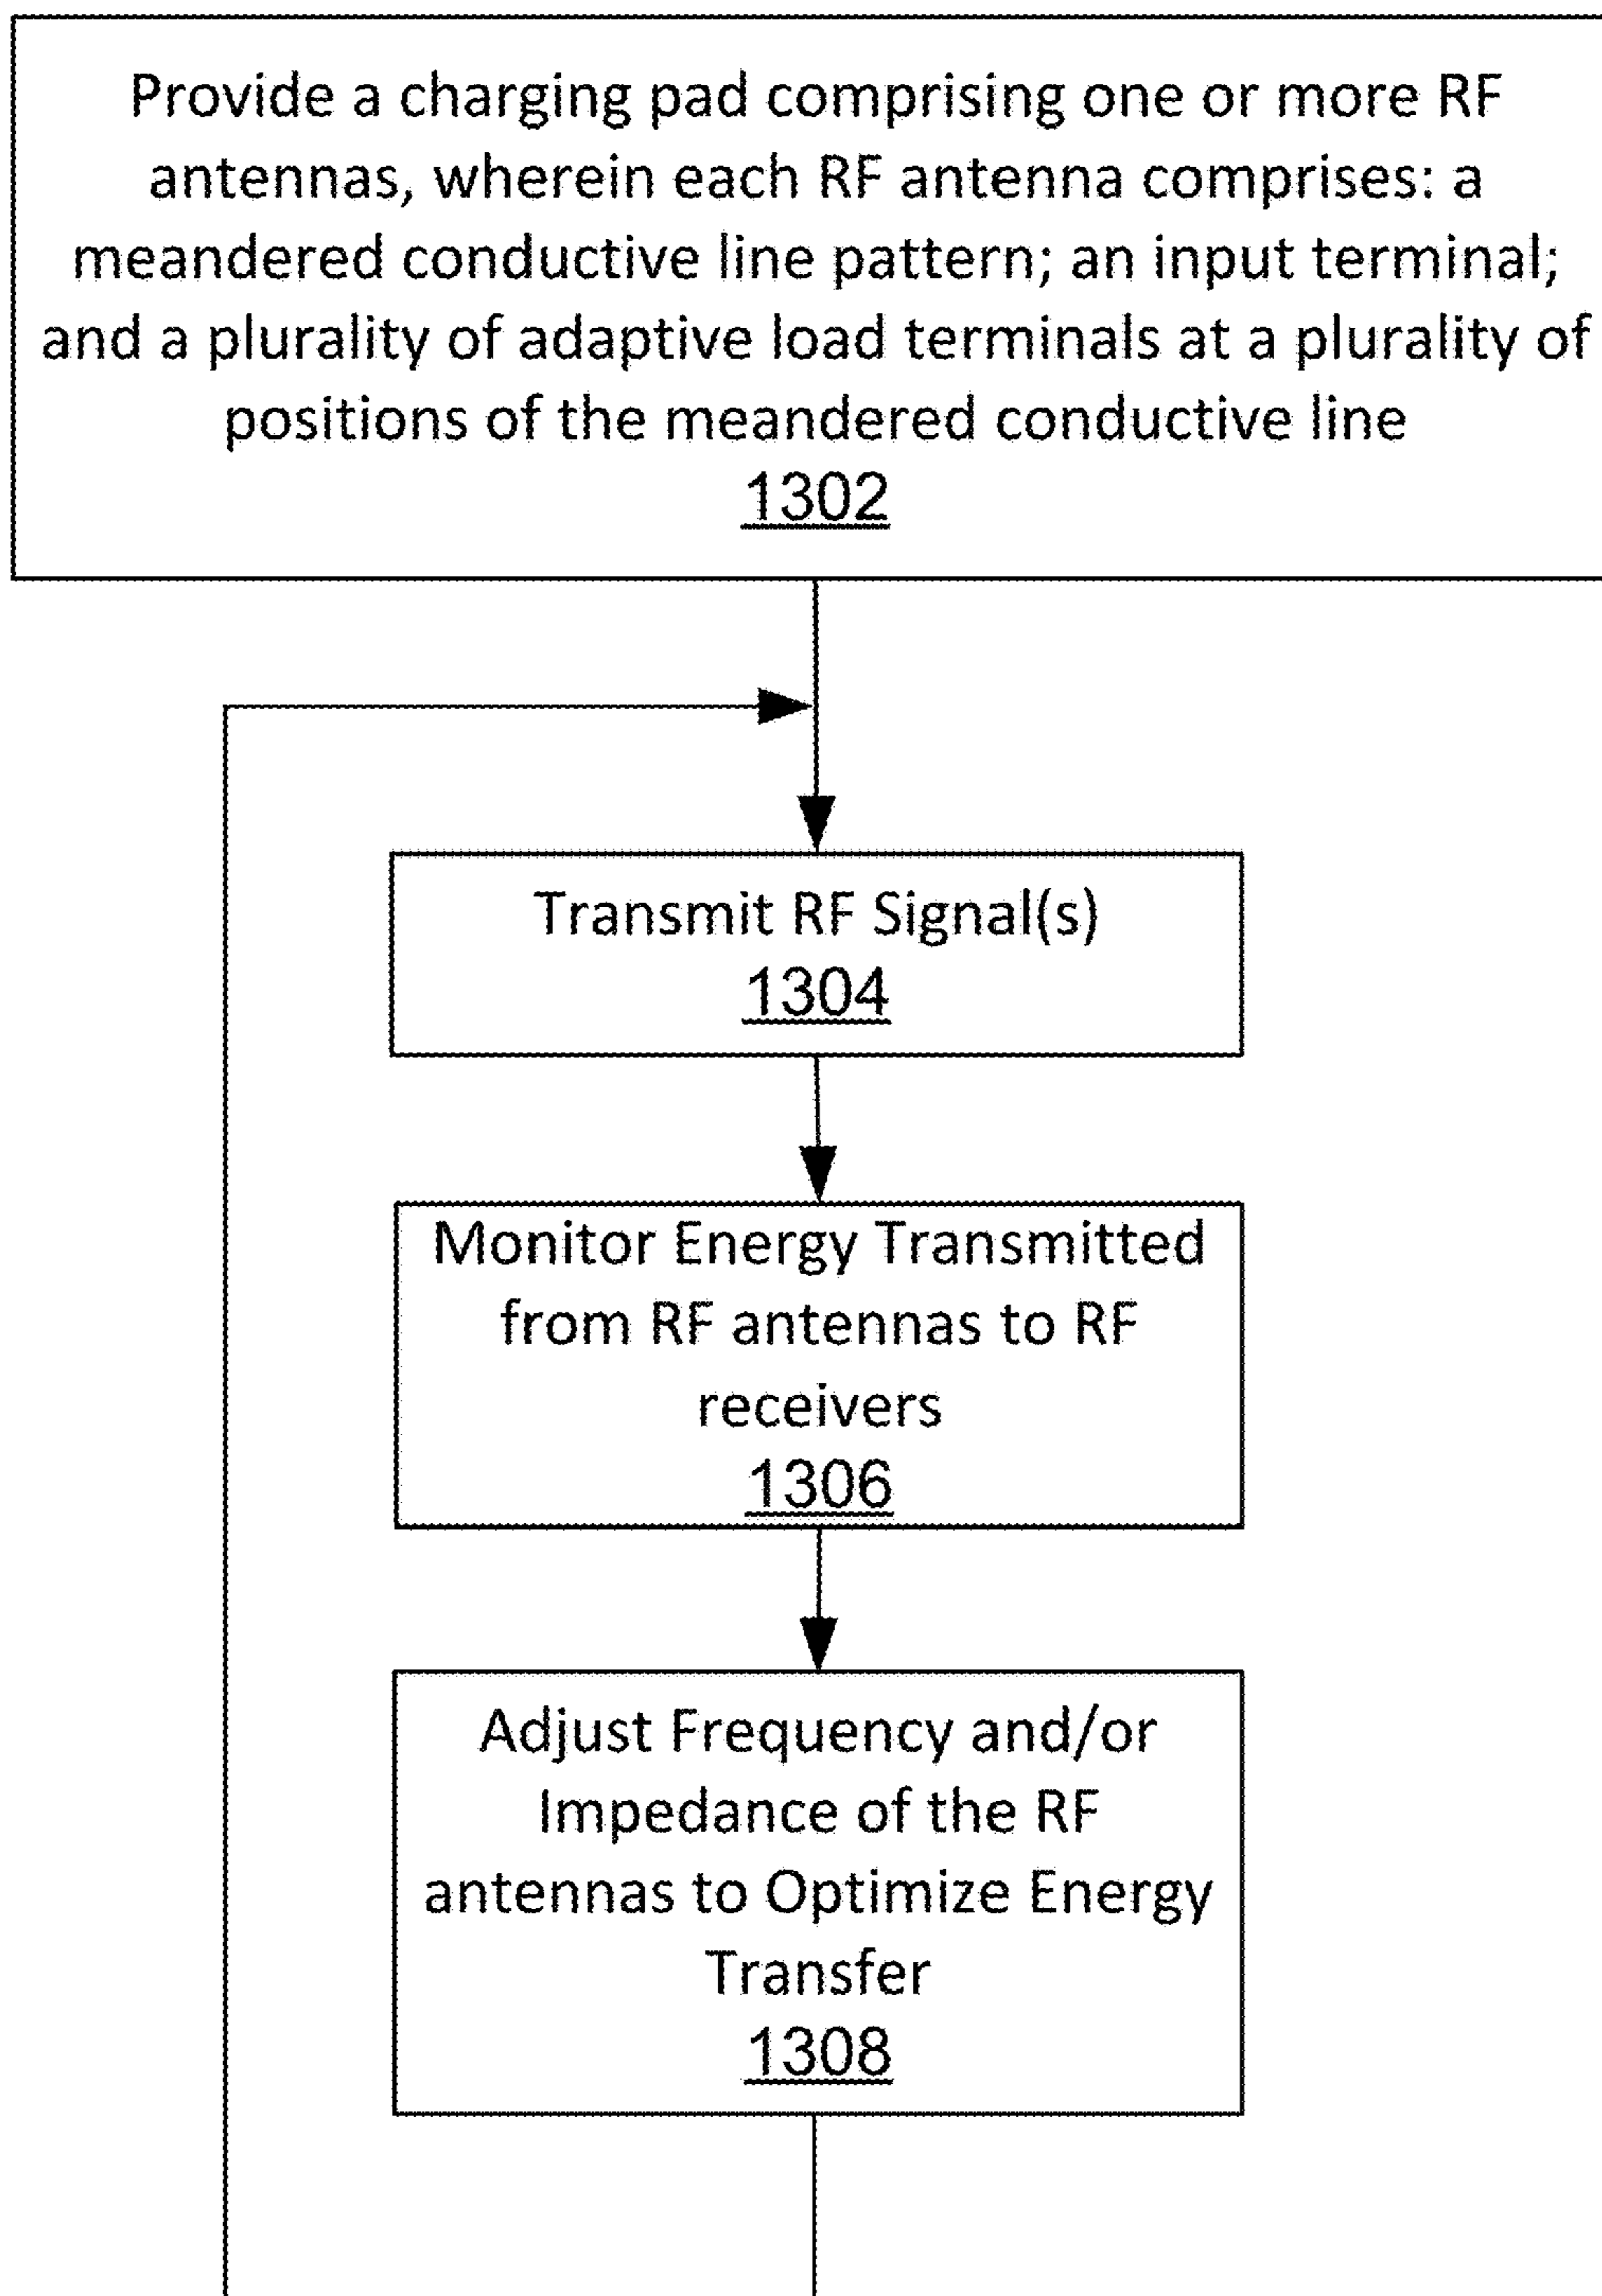 Provide a charging pad comprising one or more RF
antennas, wherein each RF antenna comprises: a
meandered conductive line pattern; an input terminal;
and a plurality of adaptive load terminals at a plurality of
positions of the meandered conductive line
1302
Transmit RF Signal(s)
1304
Monitor Energy Transmitted
from RF antennas to RF
receivers
1306
Adjust Frequency and/or
Impedance of the RF
antennas to Optimize Energy
Transfer
1308